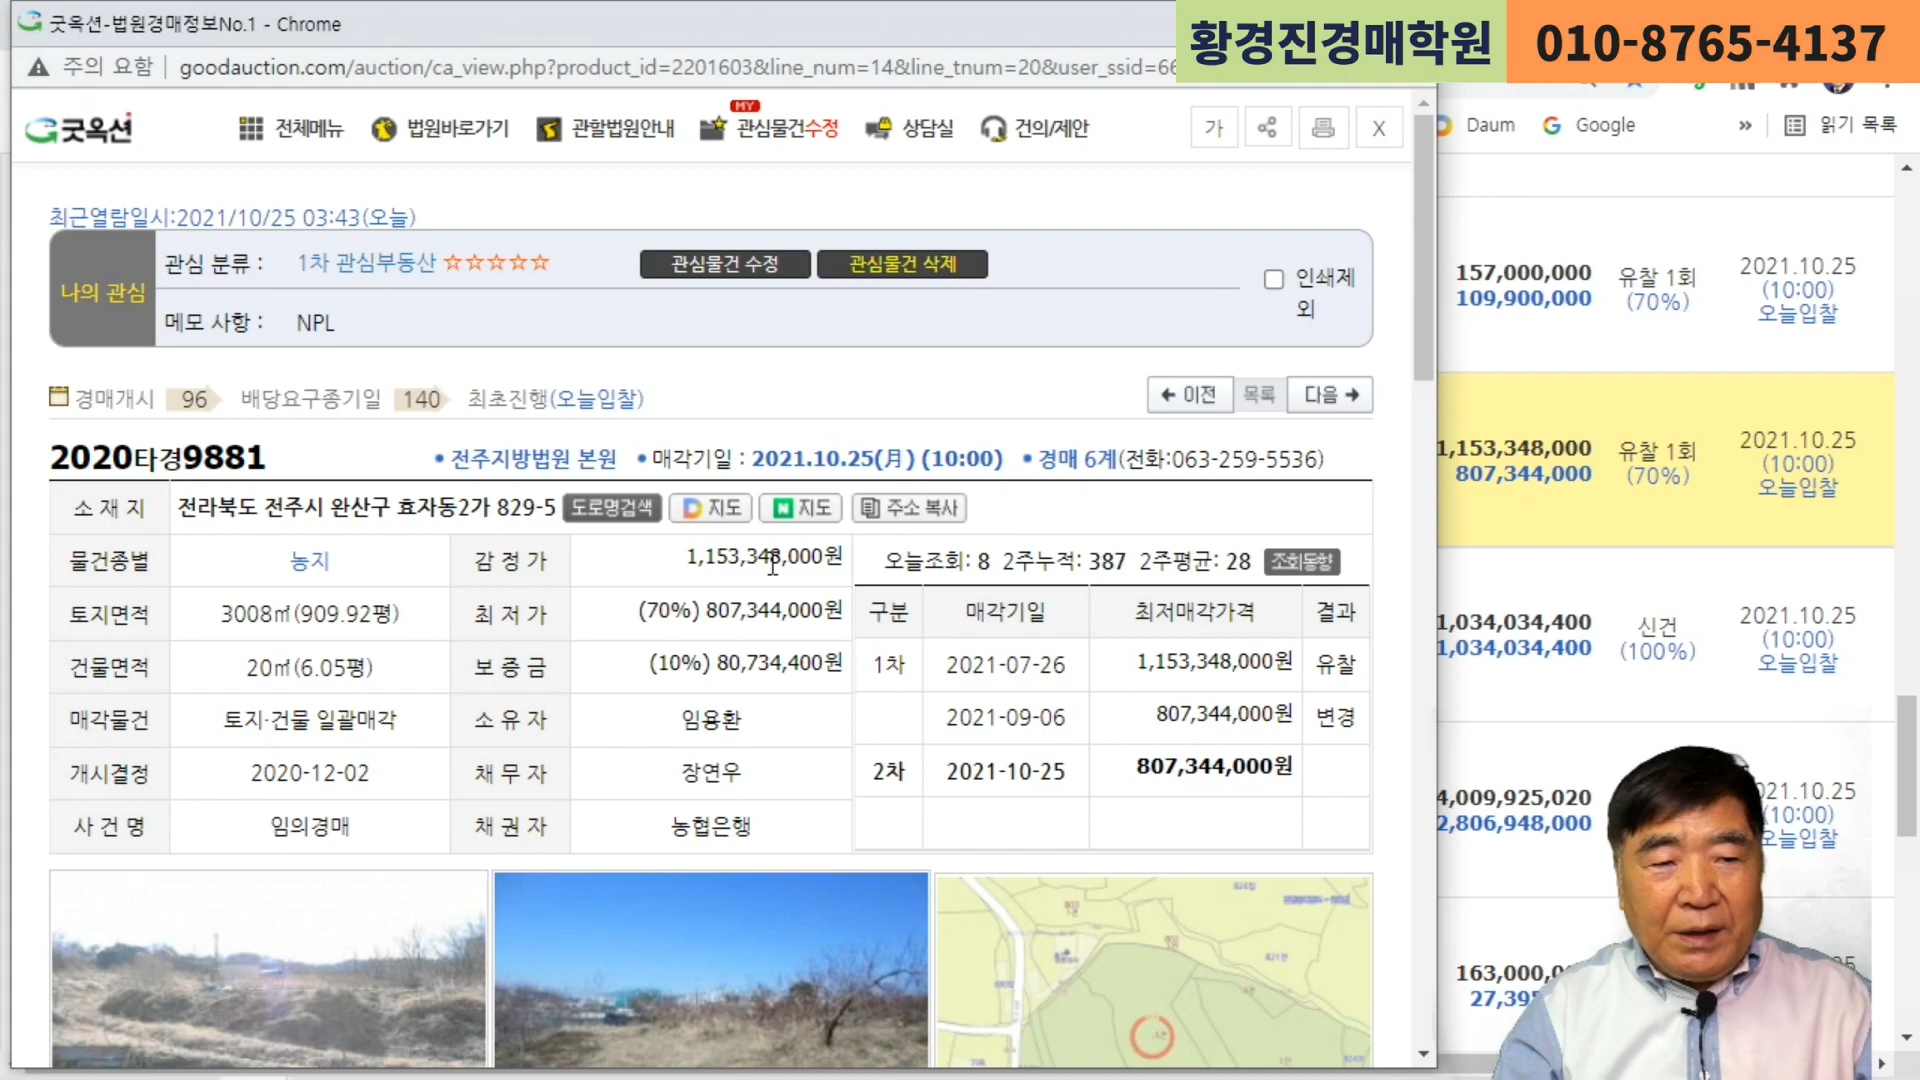 굿옥션-법원경매정보No.1 - Chrome
황경진경매학원 010-8765-4137
주의 요함 goodauction.com/auction/ca_view.php?product_id=2201603&line_num=14&line_tnum=20&user_ssid=66
굿옥션 전체메뉴 법원바로가기 관할법원안내 MY 관심물건수정 상담실 건의/제안 가 X
Daum Google » 읽기 목록
최근열람일시:2021/10/25 03:43(오늘)
나의 관심
관심 분류 : 1차 관심부동산 ☆☆☆☆☆ 관심물건 수정 관심물건 삭제
인쇄제외
메모 사항 : NPL
경매개시 96 배당요구종기일 140 최초진행(오늘입찰) ← 이전 목록 다음 →
2020타경9881 • 전주지방법원 본원 • 매각기일 : 2021.10.25(月) (10:00) • 경매 6계(전화:063-259-5536)
소 재 지 전라북도 전주시 완산구 효자동2가 829-5 도로명검색 지도 지도 주소 복사
물건종별 농지 감 정 가 1,153,348,000원
오늘조회: 8 2주누적: 387 2주평균: 28 조회동향
토지면적 3008㎡(909.92평) 최 저 가 (70%) 807,344,000원
구분 매각기일 최저매각가격 결과
건물면적 20㎡(6.05평) 보 증 금 (10%) 80,734,400원
1차 2021-07-26 1,153,348,000원 유찰
매각물건 토지·건물 일괄매각 소 유 자 임용환
2021-09-06 807,344,000원 변경
개시결정 2020-12-02 채 무 자 장연우
2차 2021-10-25 807,344,000원
사 건 명 임의경매 채 권 자 농협은행
157,000,000 유찰 1회 2021.10.25
109,900,000 (70%) (10:00)
오늘입찰
1,153,348,000 유찰 1회 2021.10.25
807,344,000 (70%) (10:00)
오늘입찰
1,034,034,400 신건 2021.10.25
1,034,034,400 (100%) (10:00)
오늘입찰
4,009,925,020 021.10.25
2,806,948,000 (10:00)
오늘입찰
163,000,0
27,39